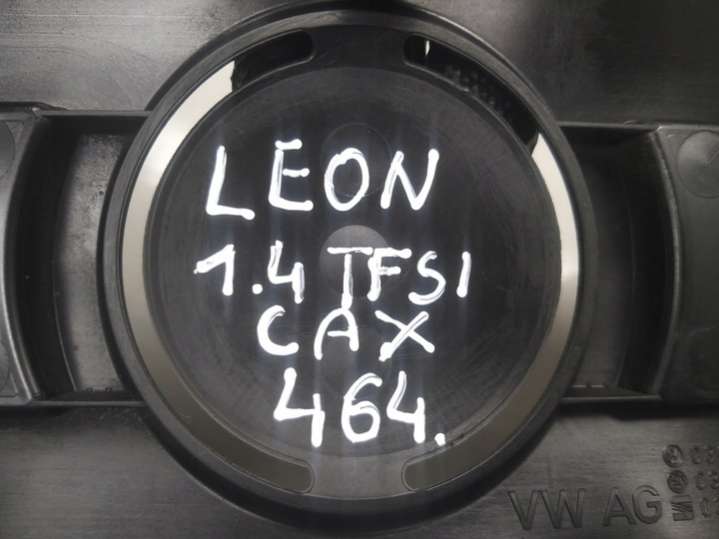 LEON
1.4 TFSI
CAX
464.
VW AG